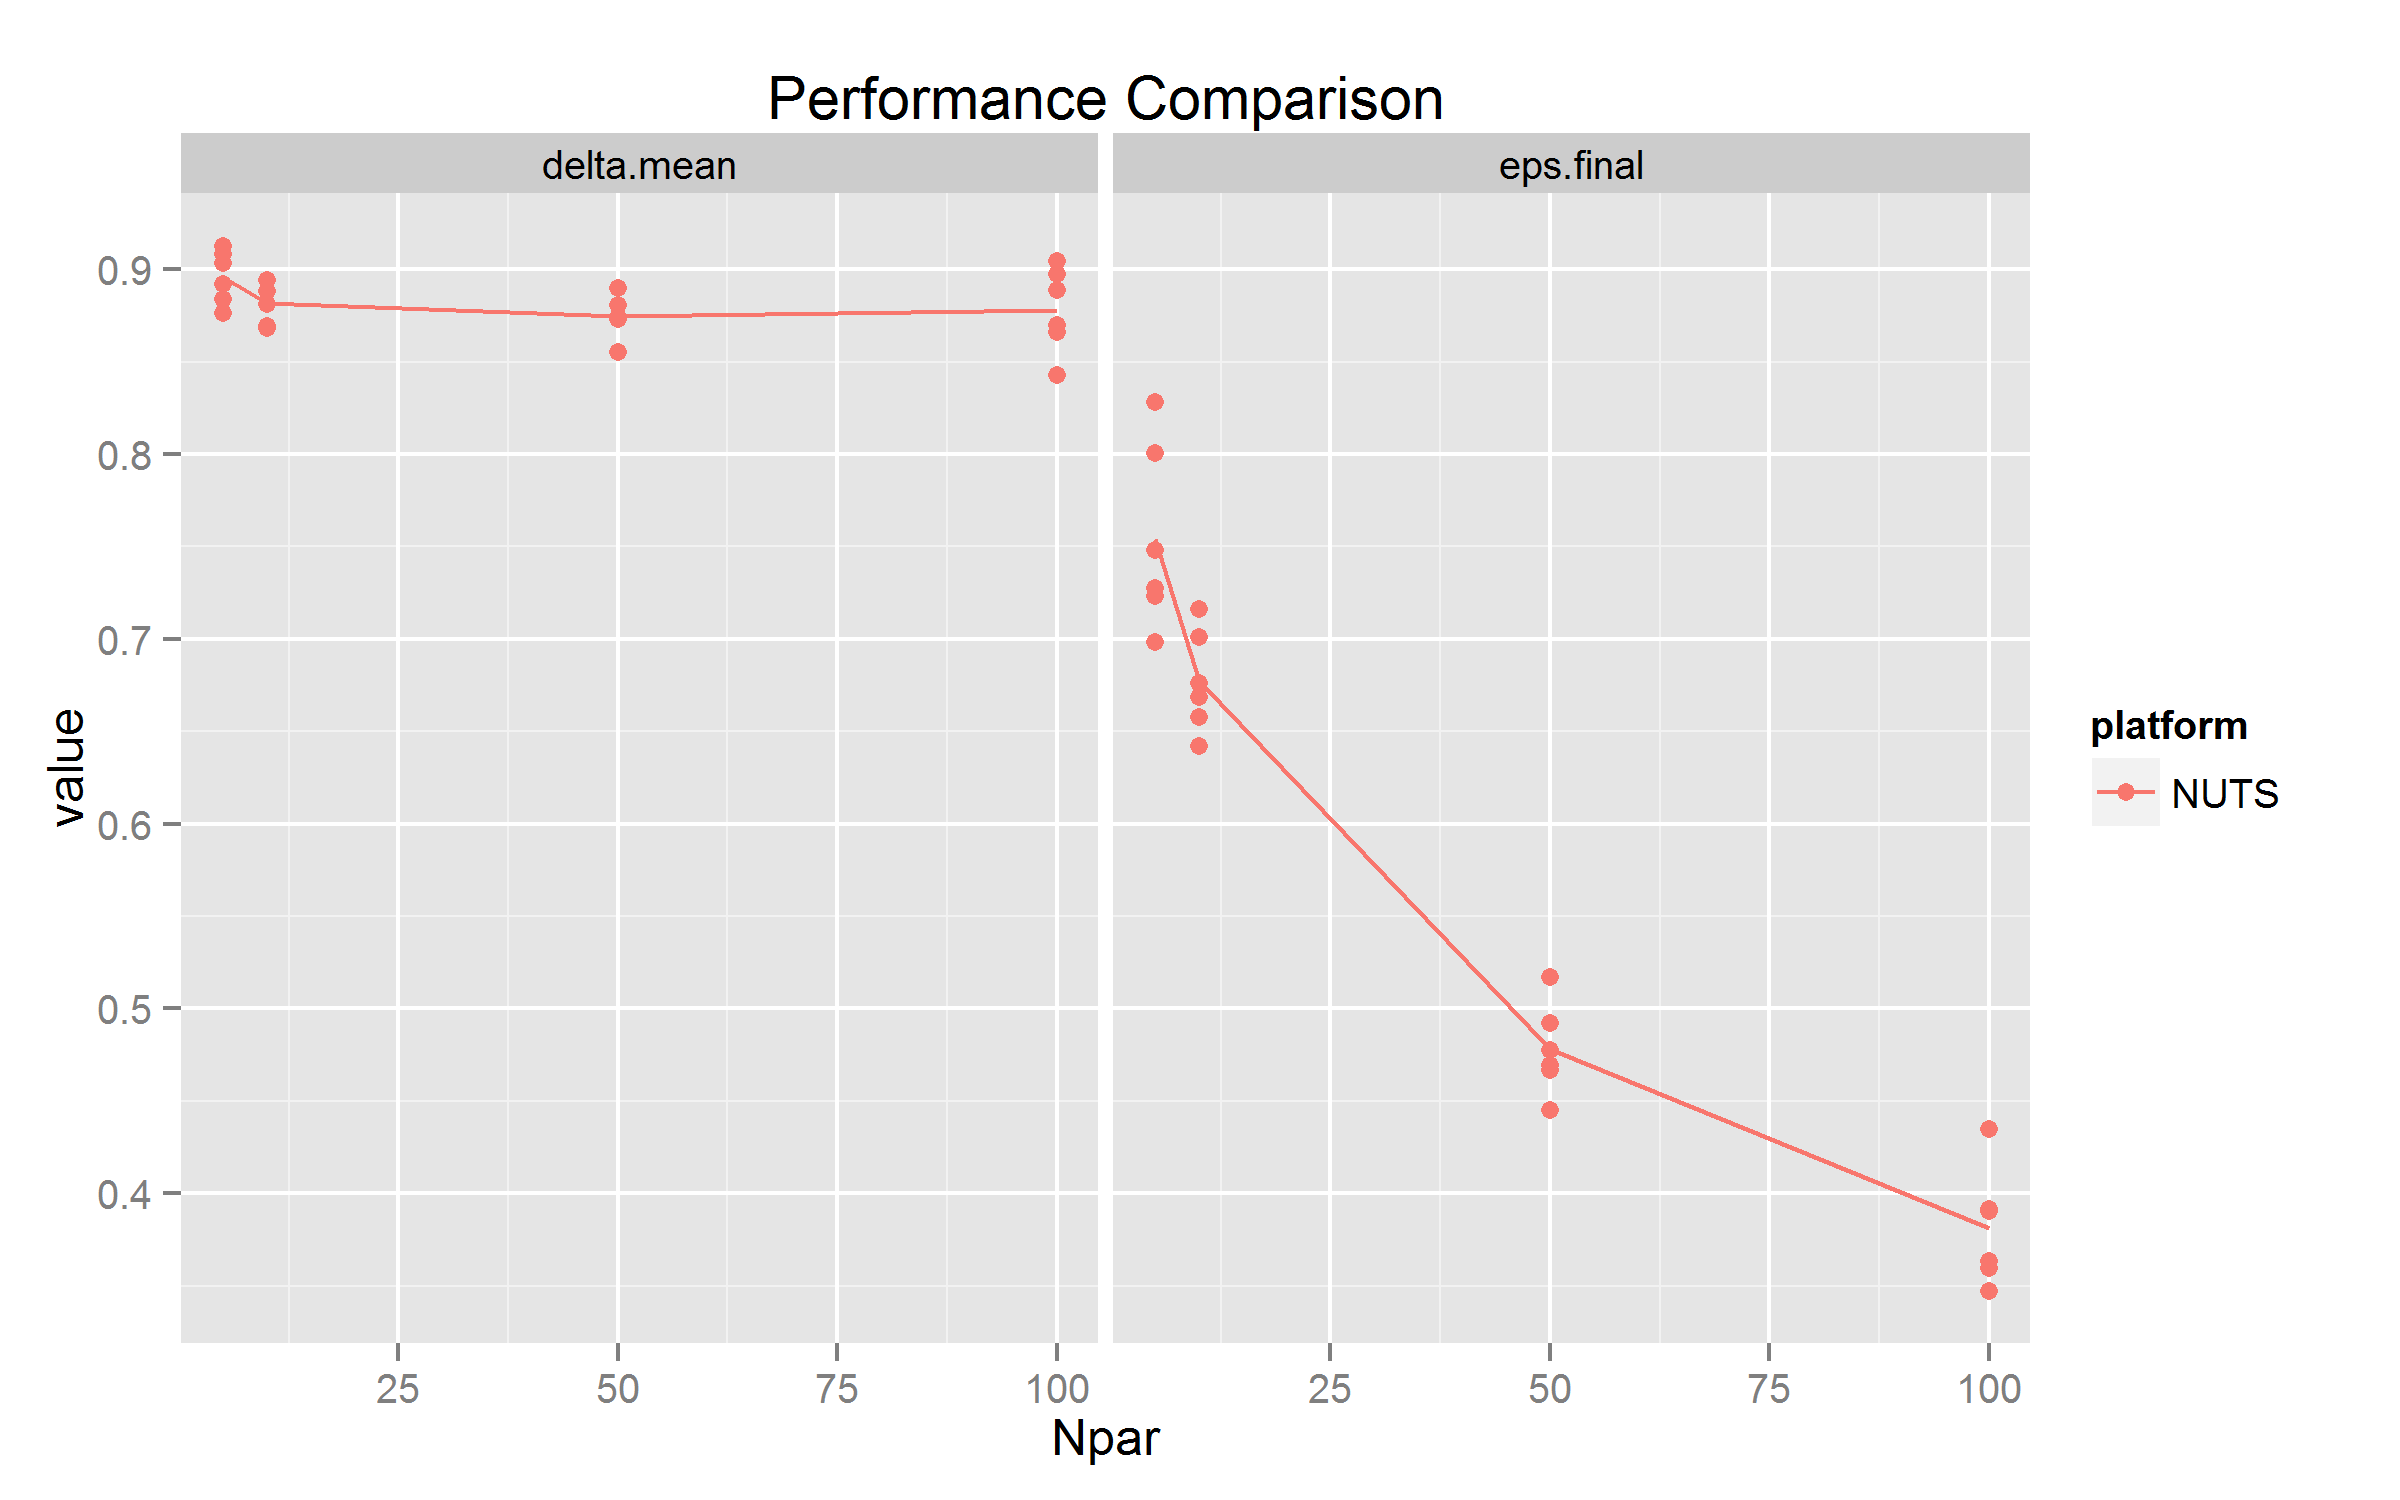 Performance Comparison
delta.mean
eps.final
0.9
0.8
0.7
0.6
0.5
0.4
value
25 50 75 100
25 50 75 100
Npar
platform
NUTS